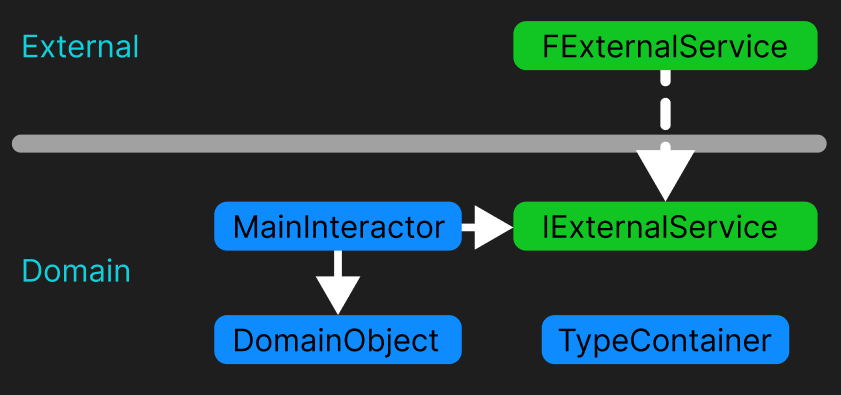 External
FExternalService
MainInteractor
IExternalService
Domain
DomainObject
TypeContainer